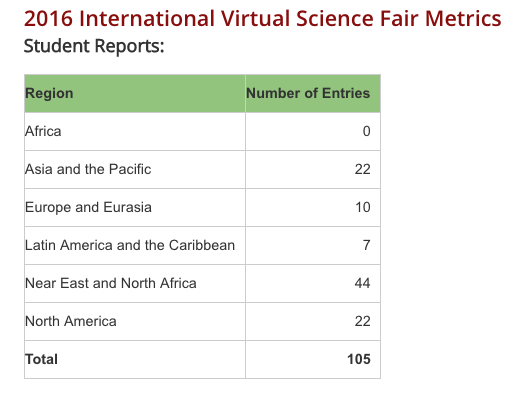 2016 International Virtual Science Fair Metrics
Student Reports:
Region Number of Entries
Africa 0
Asia and the Pacific 22
Europe and Eurasia 10
Latin America and the Caribbean 7
Near East and North Africa 44
North America 22
Total 105